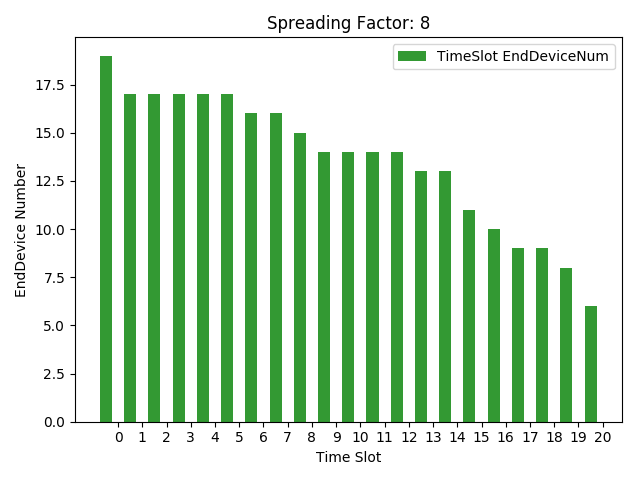 Spreading Factor: 8
TimeSlot EndDeviceNum
EndDevice Number
17.5
15.0
12.5
10.0
7.5
5.0
2.5
0.0
0 1 2 3 4 5 6 7 8 9 10 11 12 13 14 15 16 17 18 19 20
Time Slot